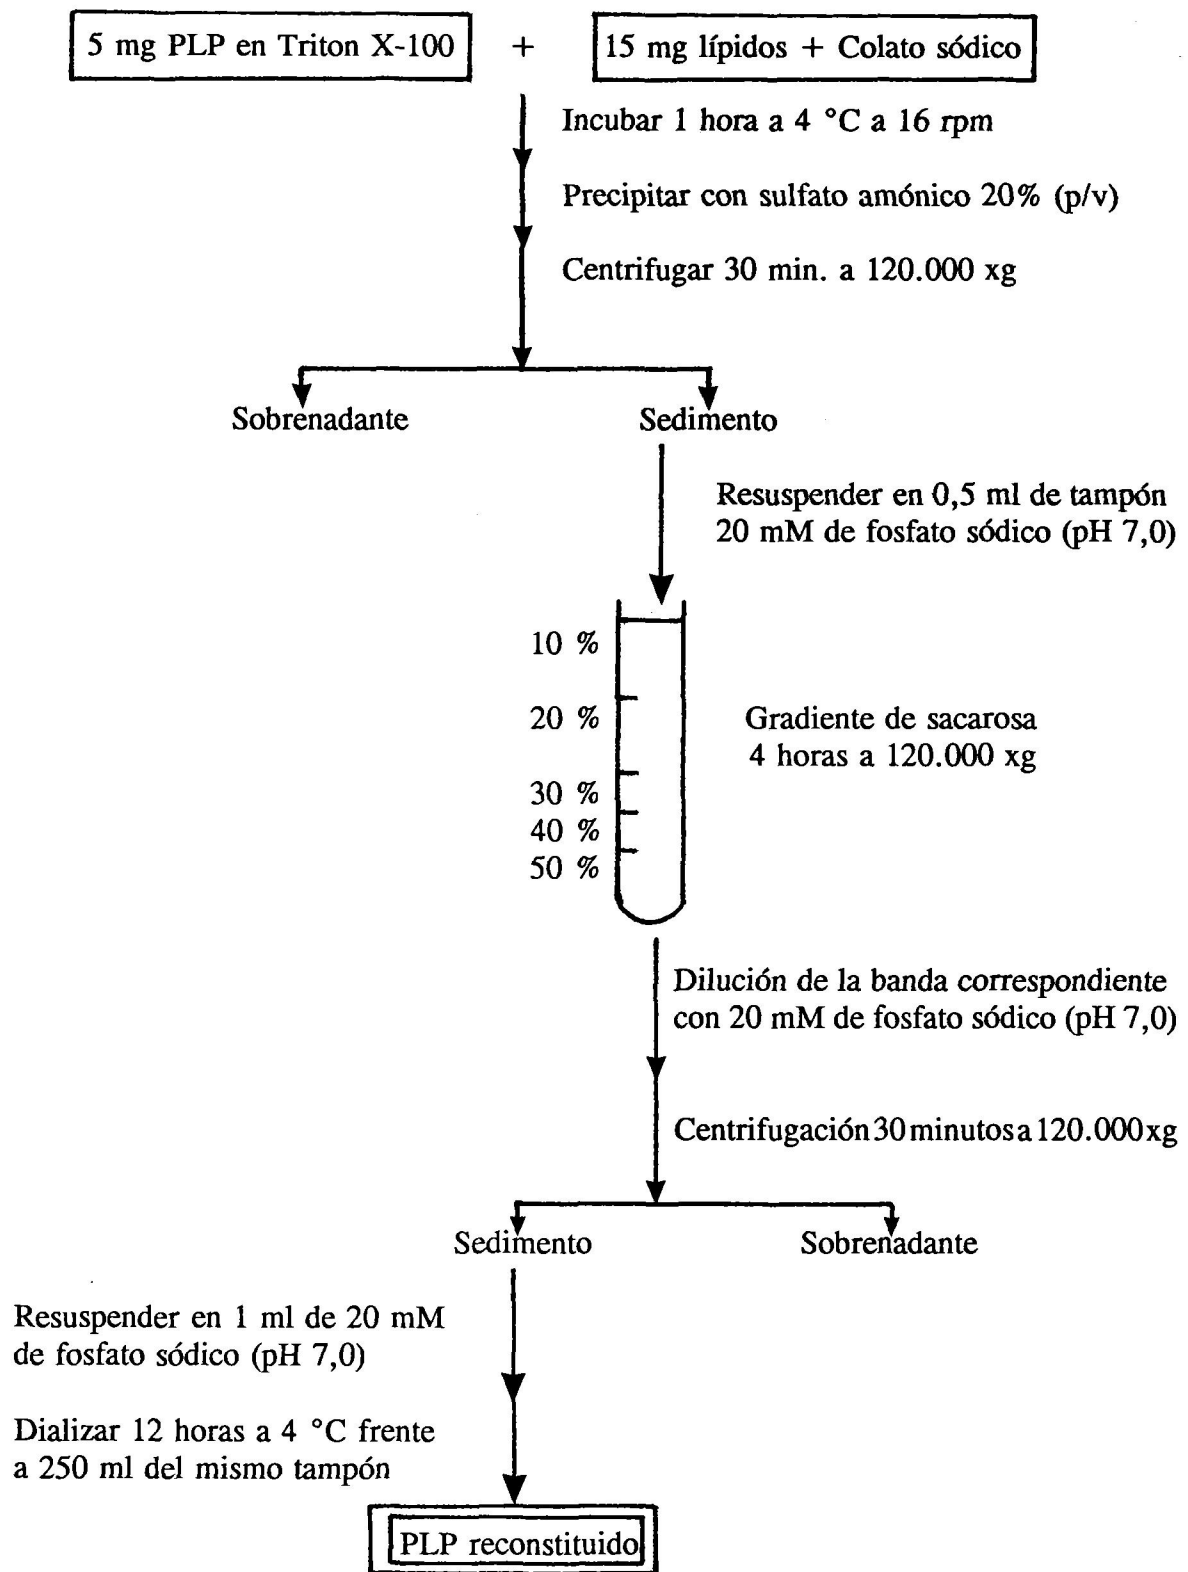 5 mg PLP en Triton X-100 + 15 mg lípidos + Colato sódico
Incubar 1 hora a 4 °C a 16 rpm
Precipitar con sulfato amónico 20% (p/v)
Centrifugar 30 min. a 120.000 xg
Sobrenadante
Sedimento
Resuspender en 0,5 ml de tampón
20 mM de fosfato sódico (pH 7,0)
10 %
20 %
30 %
40 %
50 %
Gradiente de sacarosa
4 horas a 120.000 xg
Dilución de la banda correspondiente
con 20 mM de fosfato sódico (pH 7,0)
Centrifugación 30 minutos a 120.000 xg
Sedimento
Sobrenadante
Resuspender en 1 ml de 20 mM
de fosfato sódico (pH 7,0)
Dializar 12 horas a 4 °C frente
a 250 ml del mismo tampón
PLP reconstituido